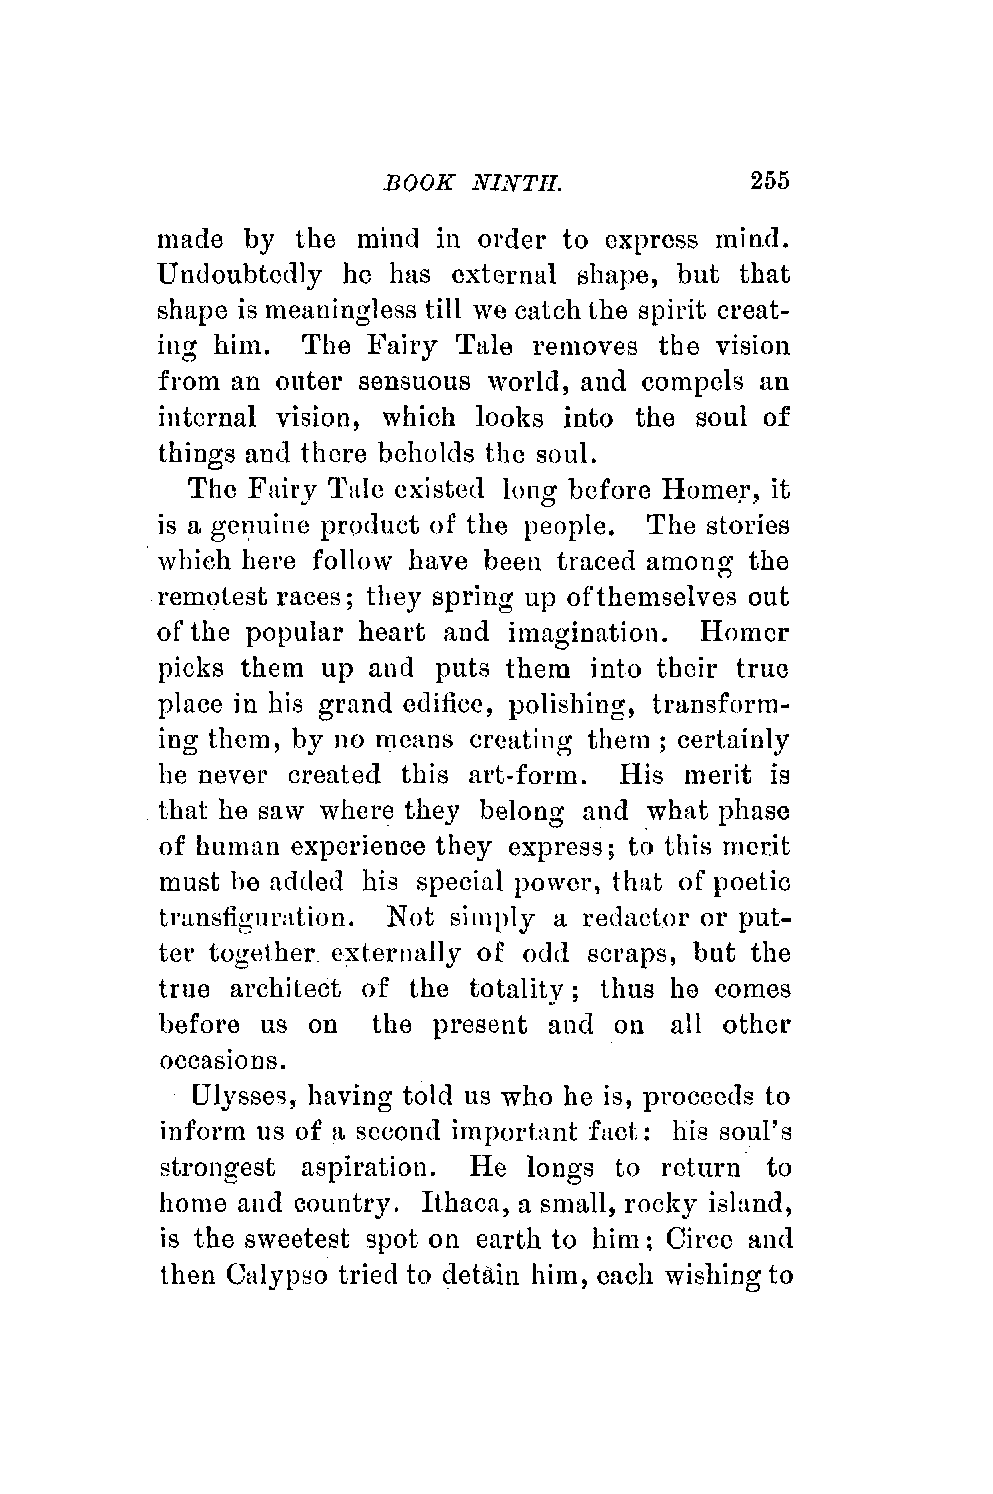 BOOK NINTH. 255
made by the mind in order to express mind.
Undoubtedly he has external shape, but that
shape is meaningless till we catch the spirit creat-
ing him. The Fairy Tale removes the vision
from an outer sensuous world, and compels an
internal vision, which looks into the soul of
things and there beholds the soul.
The Fairy Tale existed long before Homer, it
is a genuine product of the people. The stories
which here follow have been traced among the
remotest races; they spring up of themselves out
of the popular heart and imagination. Homer
picks them up and puts them into their true
place in his grand edifice, polishing, transform-
ing them, by no means creating them; certainly
he never created this art-form. His merit is
that he saw where they belong and what phase
of human experience they express; to this merit
must be added his special power, that of poetic
transfiguration. Not simply a redactor or put-
ter together externally of odd scraps, but the
true architect of the totality; thus he comes
before us on the present and on all other
occasions.
Ulysses, having told us who he is, proceeds to
inform us of a second important fact: his soul's
strongest aspiration. He longs to return to
home and country. Ithaca, a small, rocky island,
is the sweetest spot on earth to him; Circe and
then Calypso tried to detain him, each wishing to